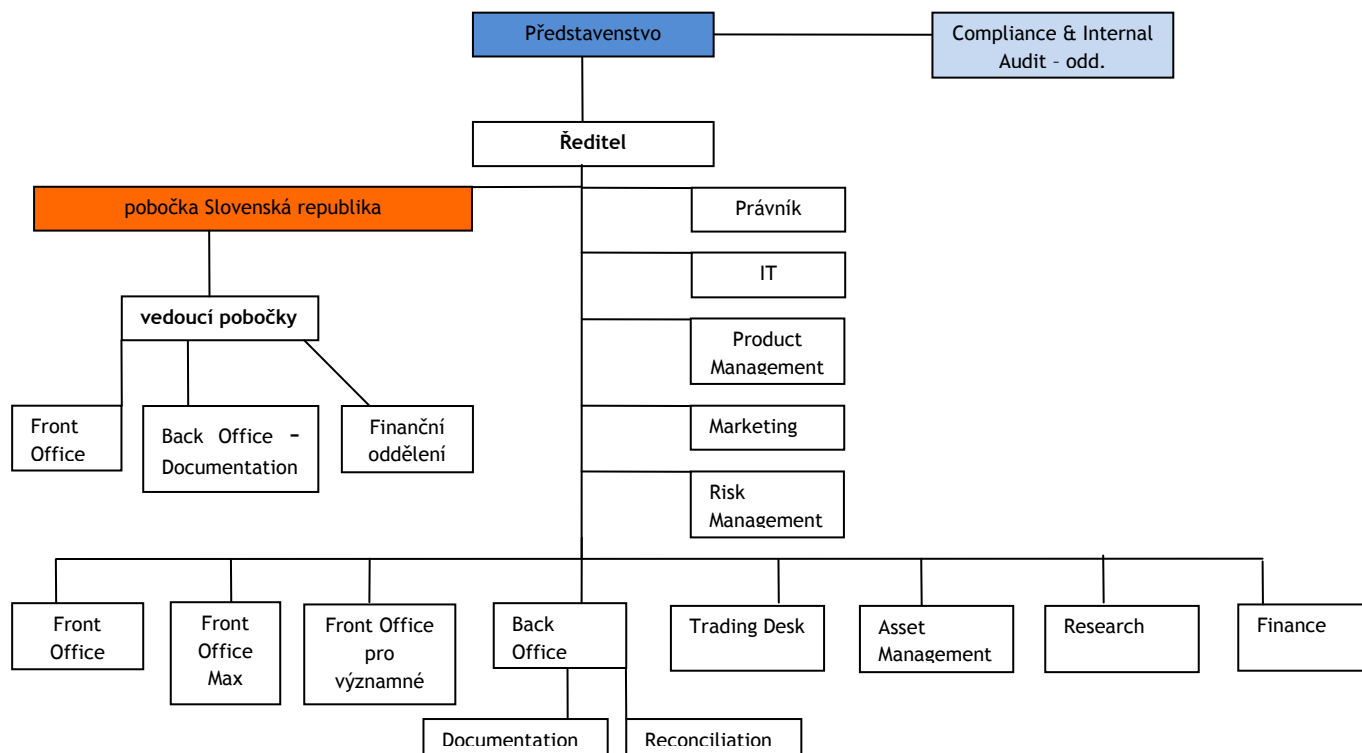 Představenstvo
Compliance & Internal
Audit – odd.
Ředitel
pobočka Slovenská republika
Právník
IT
vedoucí pobočky
Product
Management
Front
Office
Back Office –
Documentation
Finanční
oddělení
Marketing
Risk
Management
Front
Office
Front
Office
Max
Front Office
pro
významné
Back
Office
Trading Desk
Asset
Management
Research
Finance
Documentation
Reconciliation